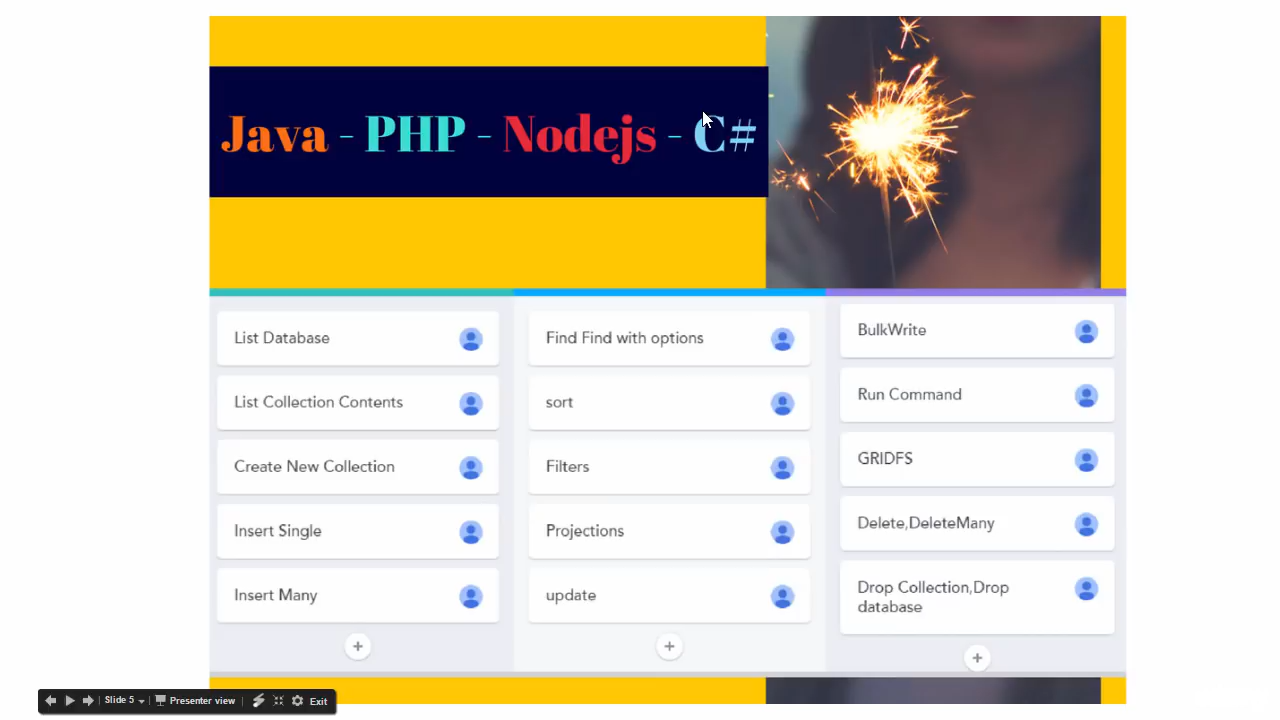 Java - PHP - Nodejs - C#
List Database
List Collection Contents
Create New Collection
Insert Single
Insert Many
Find Find with options
sort
Filters
Projections
update
BulkWrite
Run Command
GRIDFS
Delete,DeleteMany
Drop Collection,Drop
database
Slide 5
Presenter view
Exit